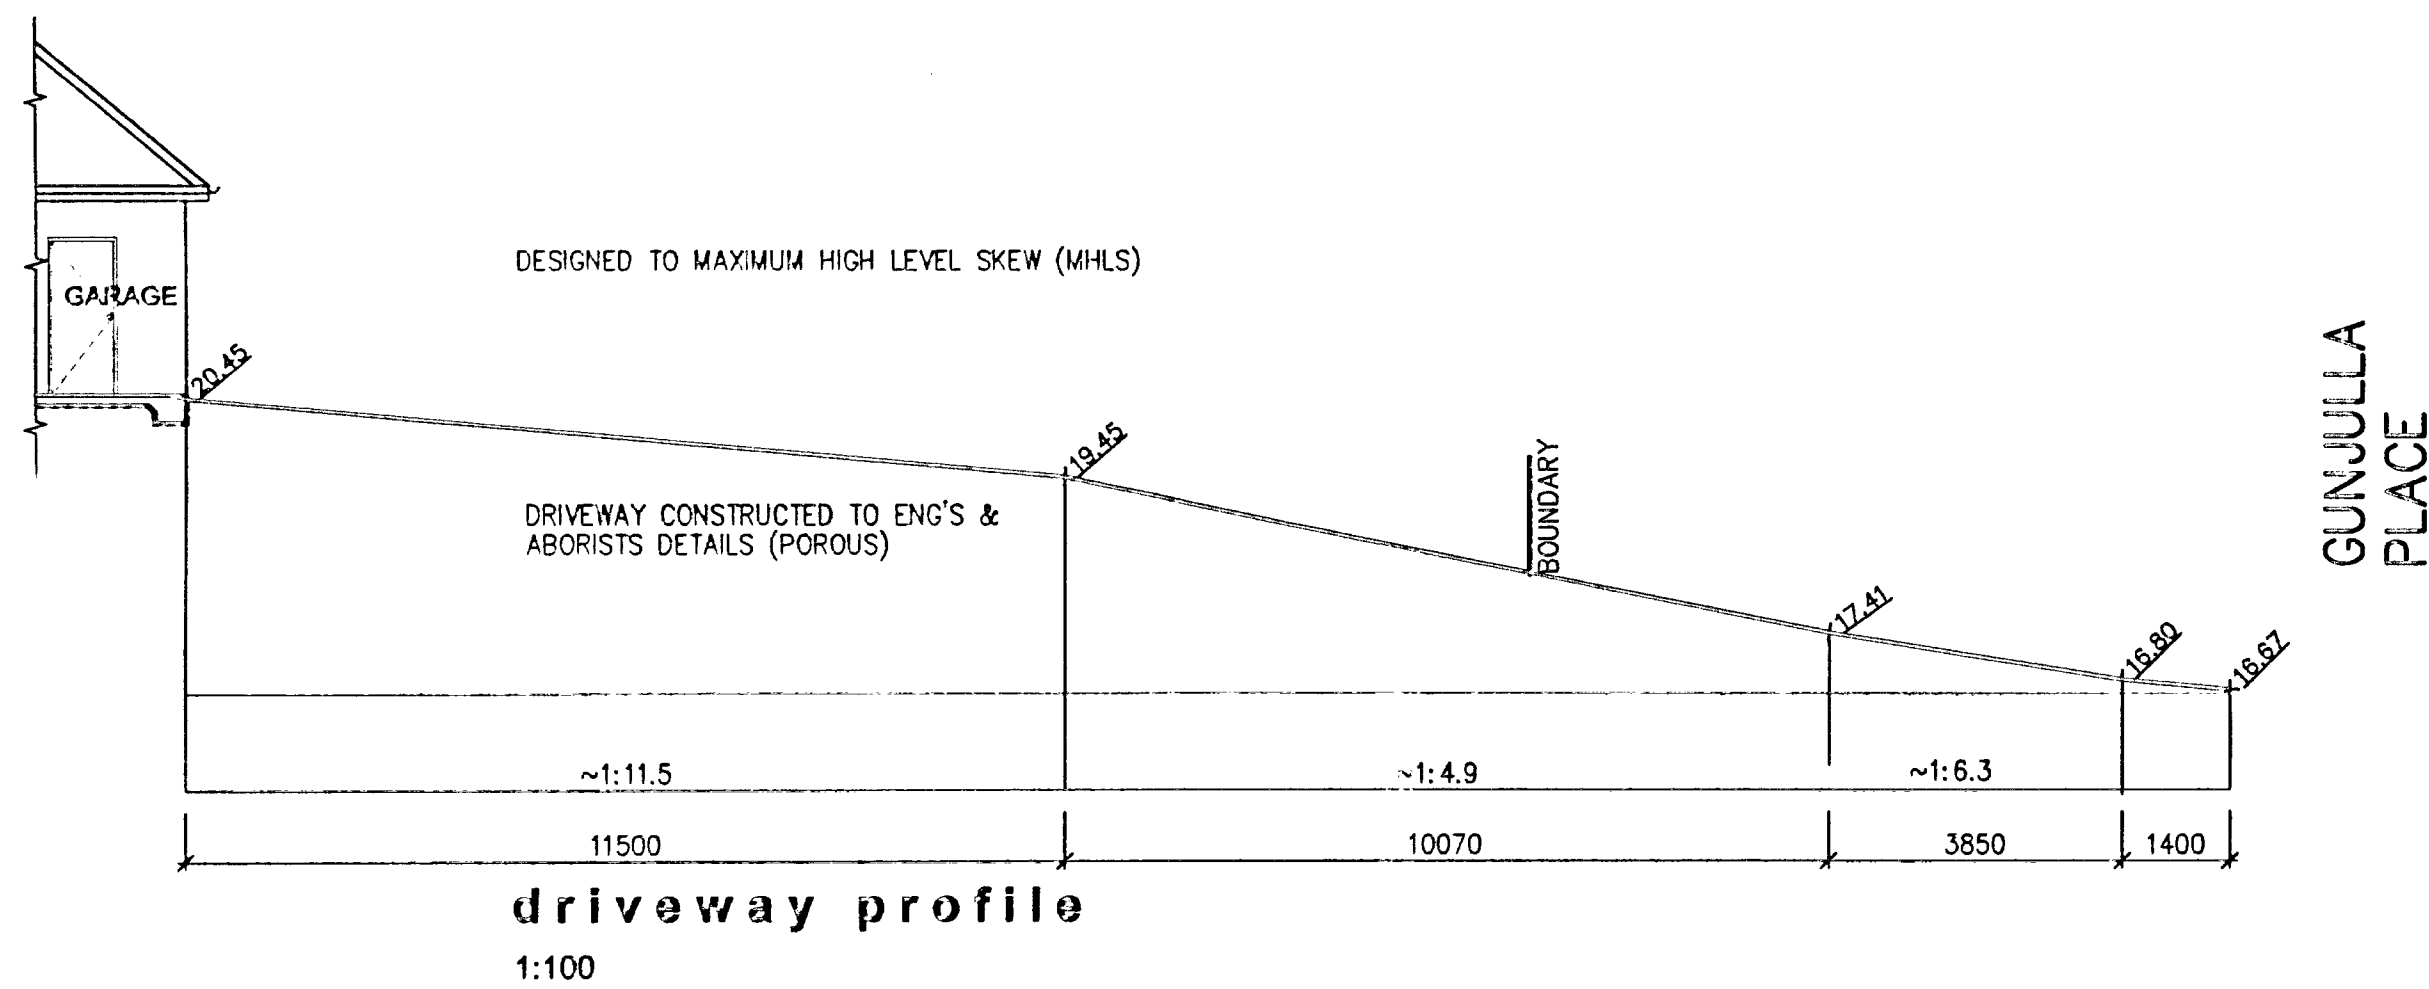 DESIGNED TO MAXIMUM HIGH LEVEL SKEW (MHLS)
GARAGE
20.45
19.45
BOUNDARY
DRIVEWAY CONSTRUCTED TO ENG'S &
ABORISTS DETAILS (POROUS)
17.41
16.80
16.67
GUNJULLA
PLACE
~1:11.5
~1:4.9
~1:6.3
11500
10070
3850
1400
driveway profile
1:100